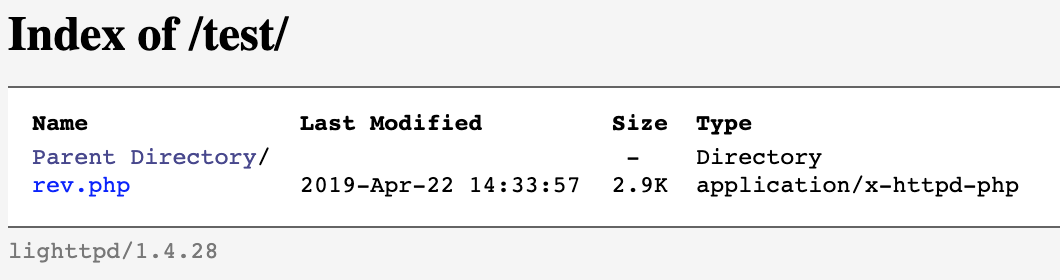 Index of /test/
Name Last Modified Size Type
Parent Directory/ - Directory
rev.php 2019-Apr-22 14:33:57 2.9K application/x-httpd-php
lighttpd/1.4.28